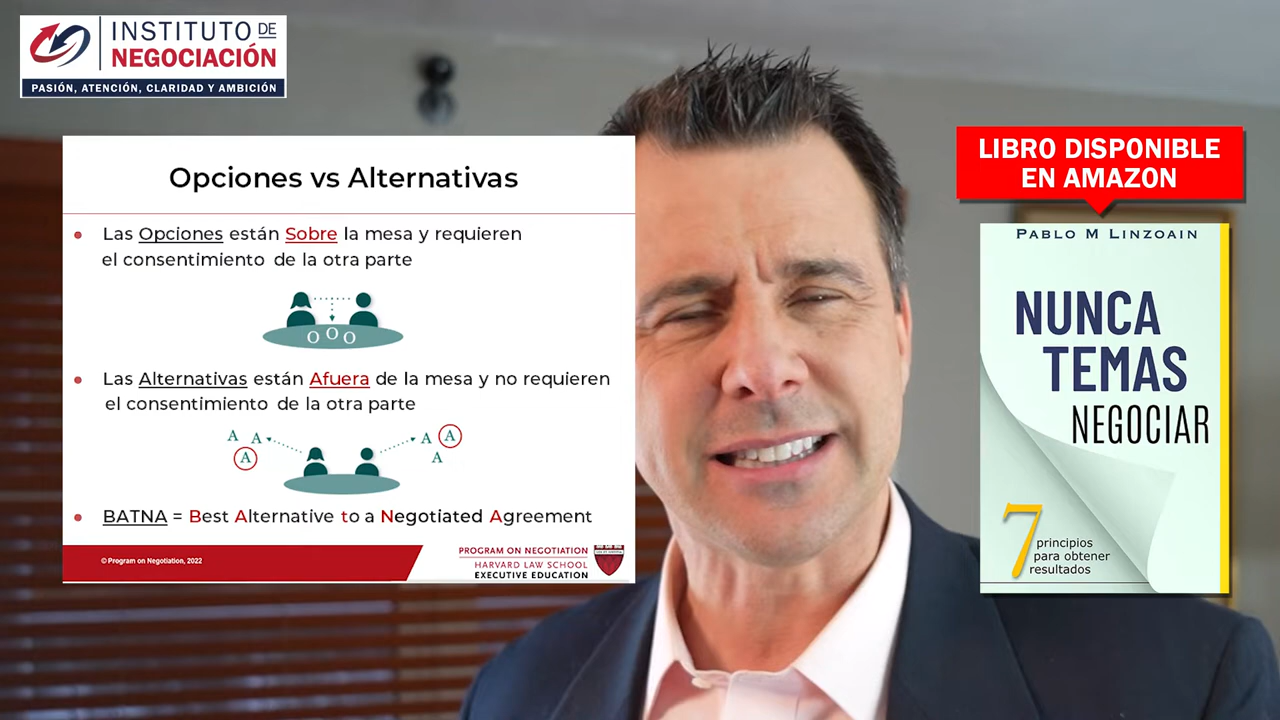 INSTITUTO DE
NEGOCIACIÓN
PASIÓN, ATENCIÓN, CLARIDAD Y AMBICIÓN
Opciones vs Alternativas
Las Opciones están Sobre la mesa y requieren
el consentimiento de la otra parte
O O O
Las Alternativas están Afuera de la mesa y no requieren
el consentimiento de la otra parte
A A A
A A A
BATNA = Best Alternative to a Negotiated Agreement
© Program on Negotiation, 2022
PROGRAM ON NEGOTIATION
HARVARD LAW SCHOOL
EXECUTIVE EDUCATION
LIBRO DISPONIBLE
EN AMAZON
PABLO M LINZOAIN
NUNCA
TEMAS
NEGOCIAR
7
principios
para obtener
resultados